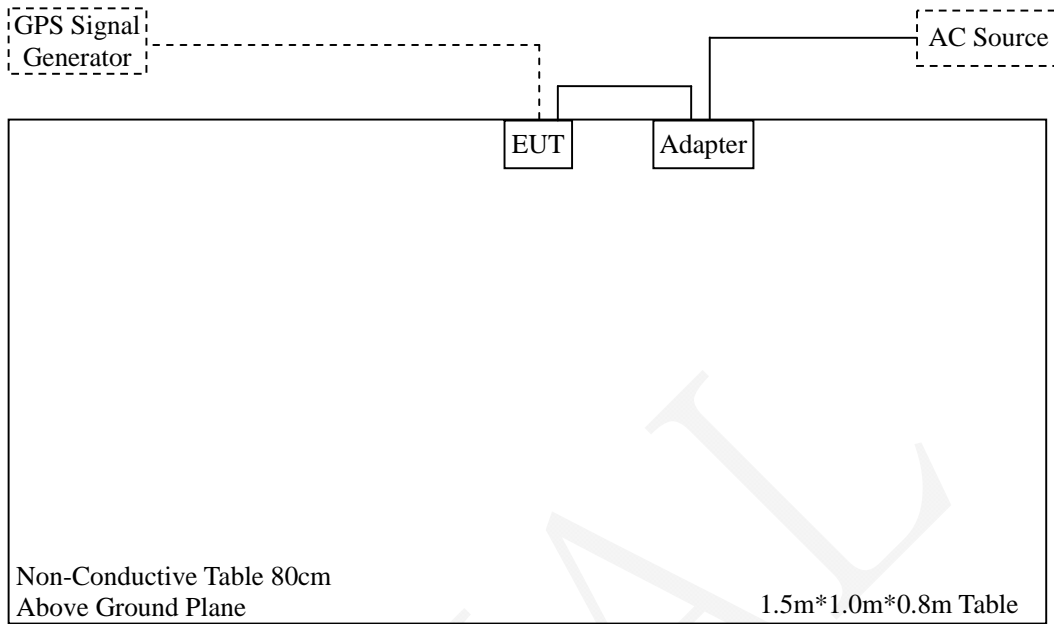 GPS Signal
Generator
AC Source
EUT
Adapter
Non-Conductive Table 80cm
Above Ground Plane
1.5m*1.0m*0.8m Table